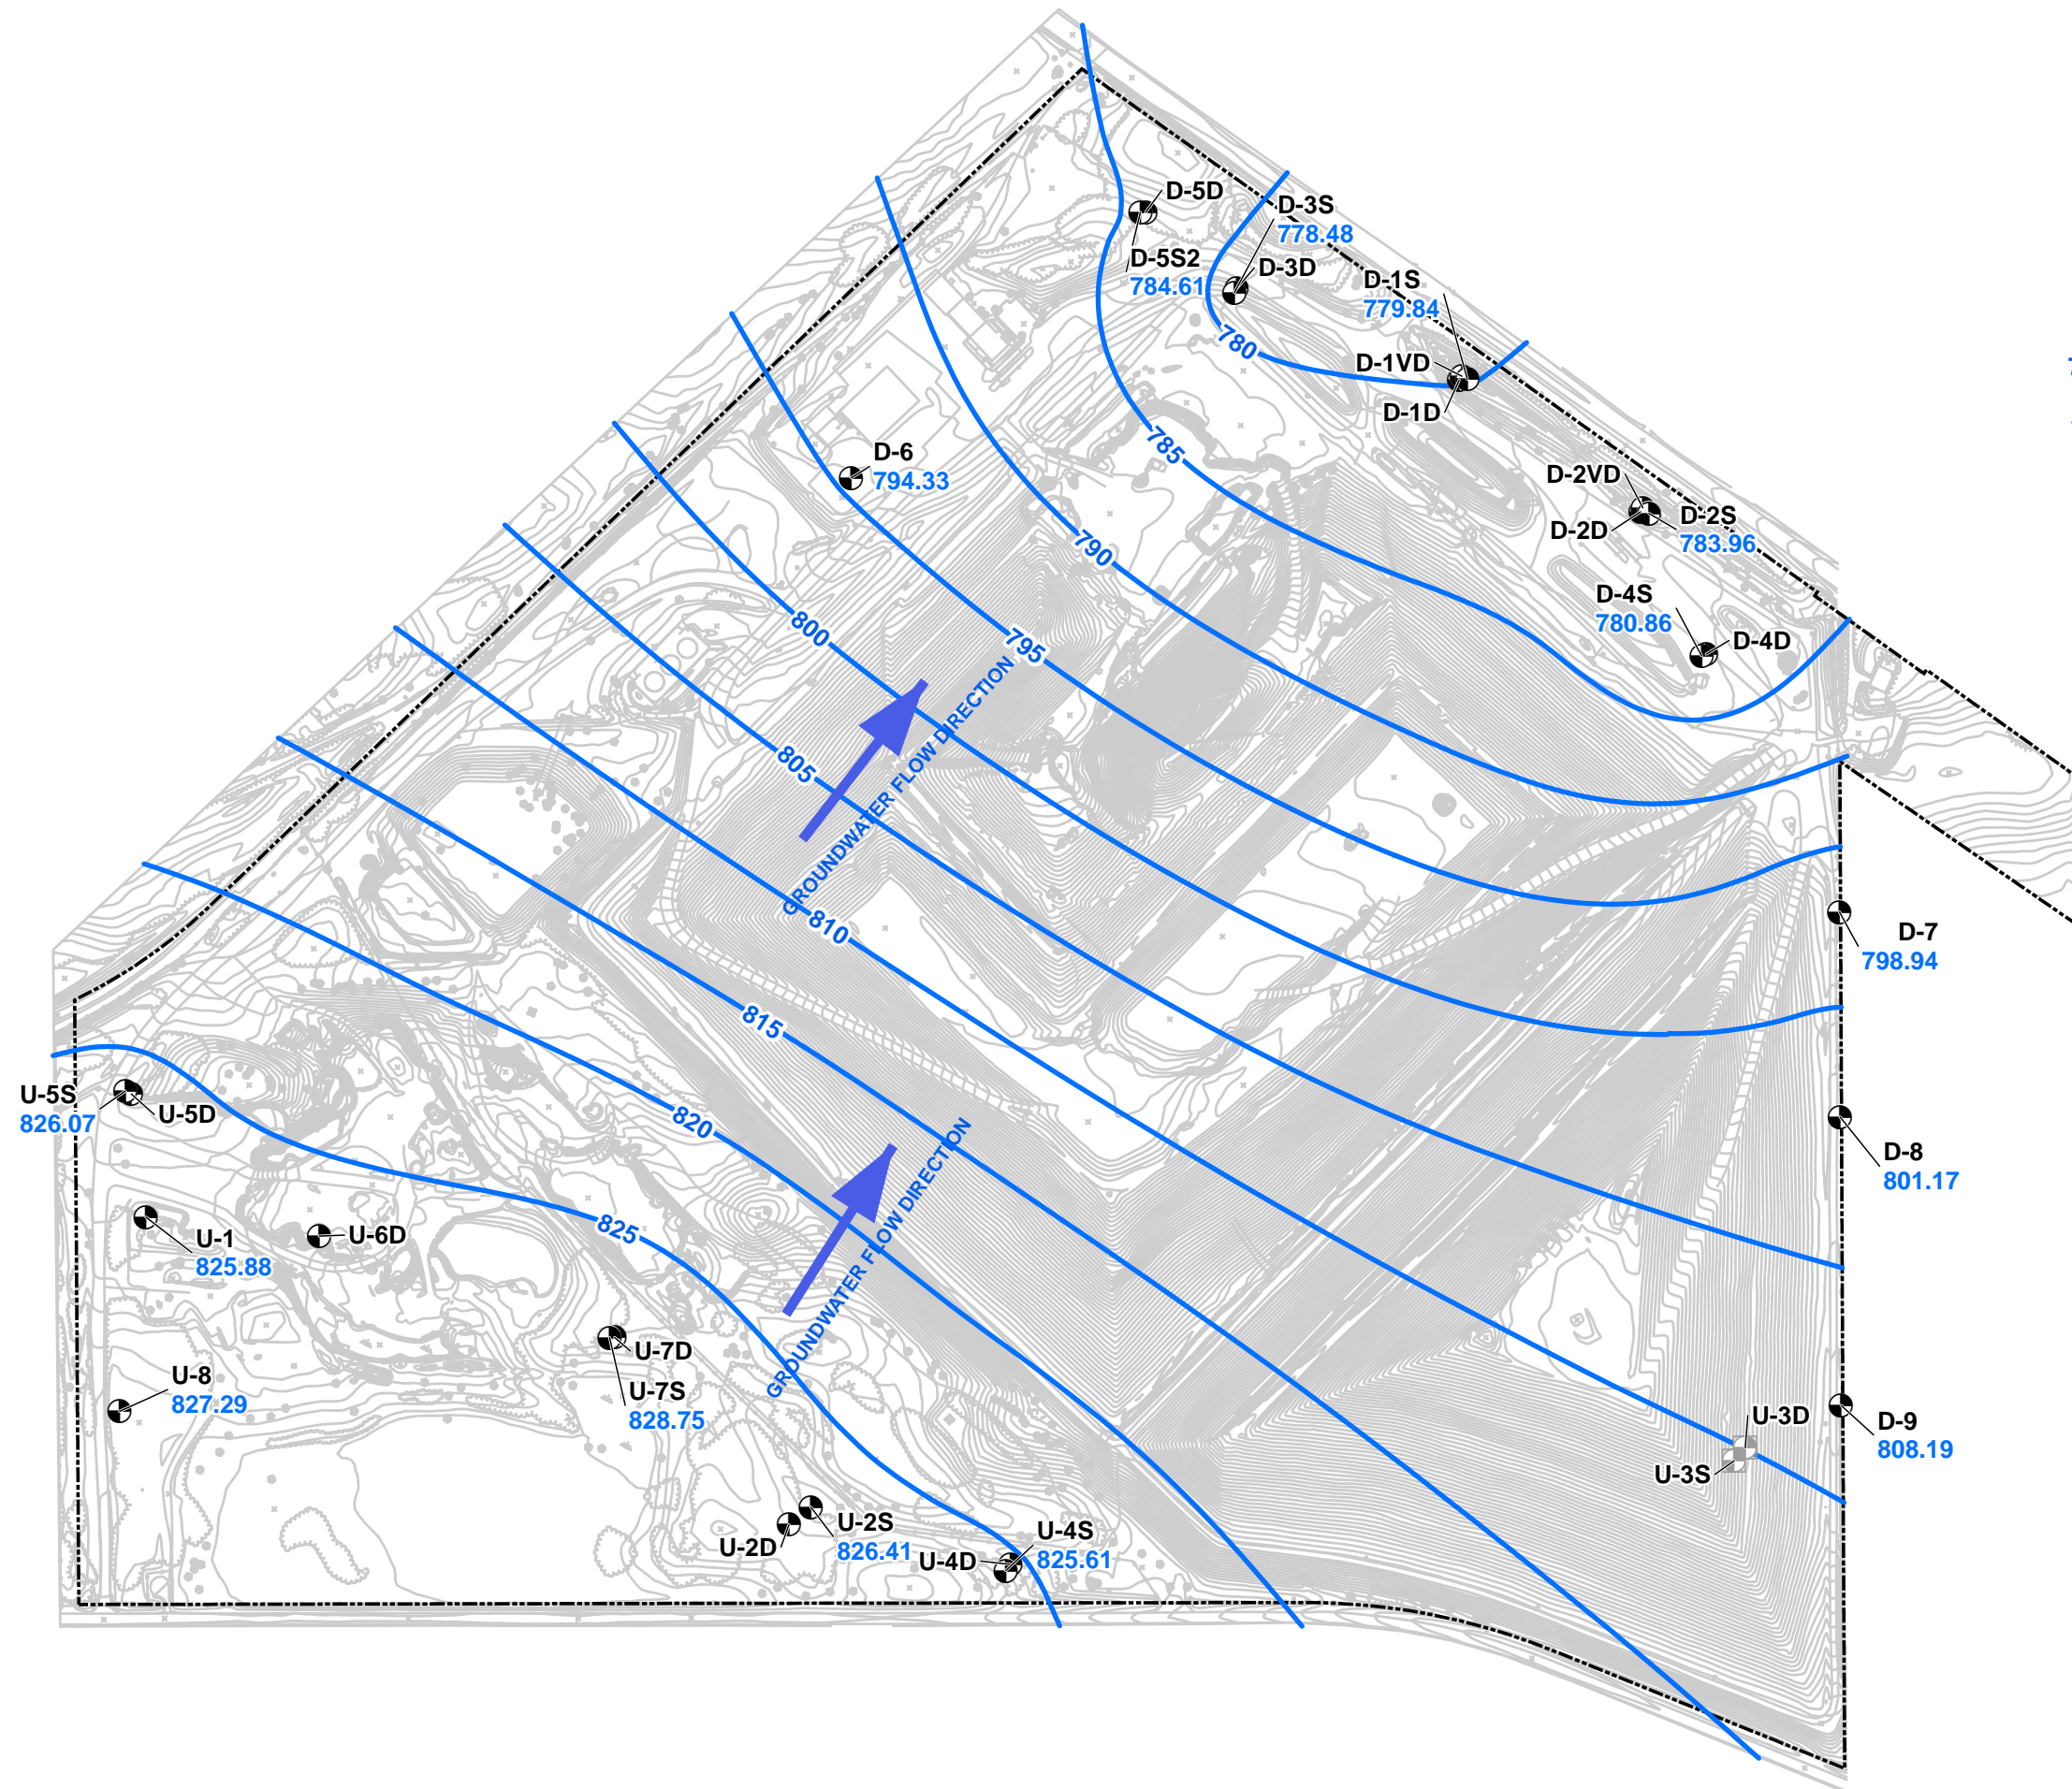 D-5D
D-3S
778.48
D-5S2
784.61
D-3D
D-1S
779.84
780
D-1VD
D-1D
785
D-6
794.33
D-2VD
D-2S
783.96
D-2D
790
D-4S
780.86
D-4D
800
795
805
GROUNDWATER FLOW DIRECTION
810
D-7
798.94
815
U-5S
826.07
U-5D
820
D-8
801.17
GROUNDWATER FLOW DIRECTION
825
U-1
825.88
U-6D
U-7D
U-8
827.29
U-7S
828.75
U-3D
D-9
808.19
U-3S
U-2S
826.41
U-2D
U-4S
825.61
U-4D